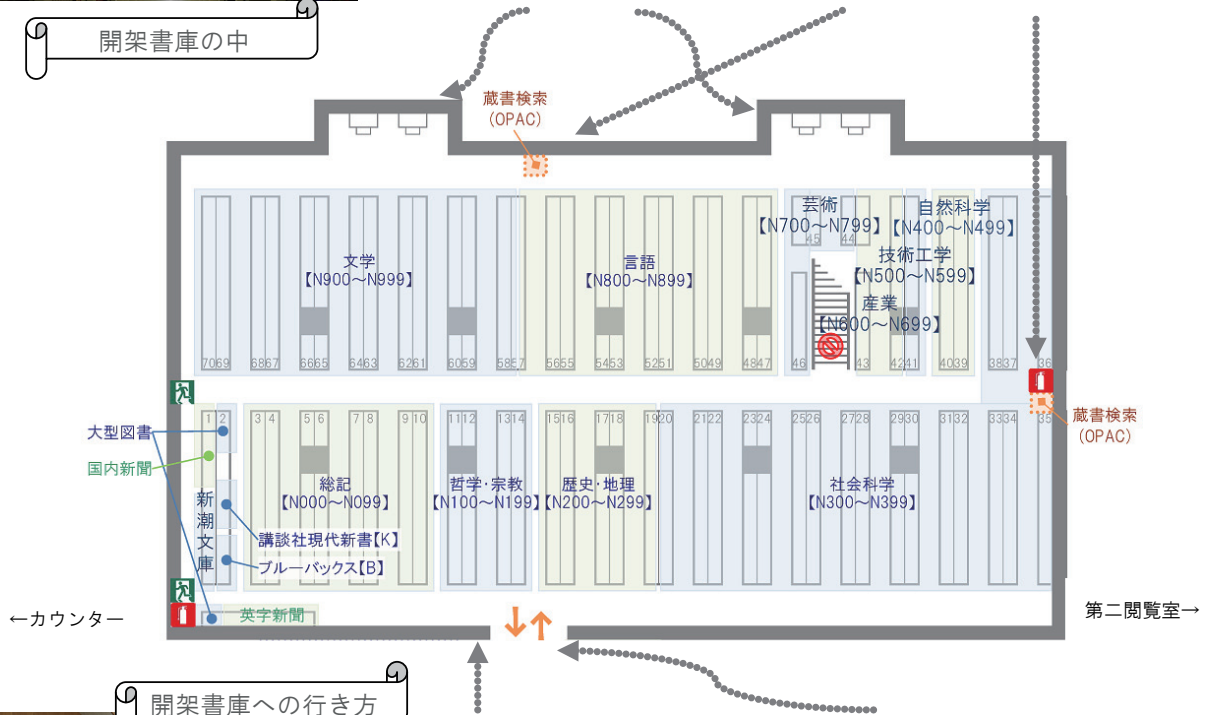 開架書庫の中
蔵書検索
(OPAC)
芸術
【N700～N799】
自然科学
【N400～N499】
45 44
技術工学
【N500～N599】
文学
【N900～N999】
言語
【N800～N899】
産業
【N600～N699】
7069 6867 6665 6463 6261 6059 5857 5655 5453 5251 5049 4847 46 43 4241 4039 3837 36
1 2 3 4 5 6 7 8 9 10 1112 1314 1516 1718 1920 2122 2324 2526 2728 2930 3132 3334 35
大型図書
国内新聞
蔵書検索
(OPAC)
新潮文庫
総記
【N000～N099】
哲学・宗教
【N100～N199】
歴史・地理
【N200～N299】
社会科学
【N300～N399】
講談社現代新書【K】
ブルーバックス【B】
←カウンター
英字新聞
第二閲覧室→
開架書庫への行き方